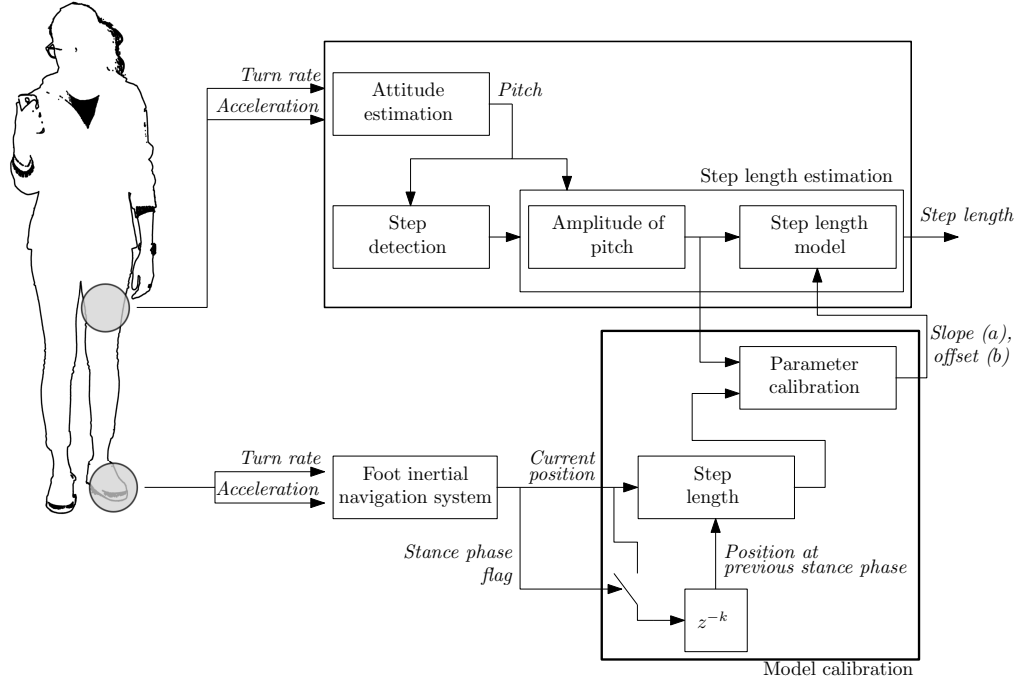 Turn rate
Acceleration
Attitude
estimation
Pitch
Step length estimation
Step
detection
Amplitude of
pitch
Step length
model
Step length
Slope (a),
offset (b)
Parameter
calibration
Turn rate
Acceleration
Foot inertial
navigation system
Current
position
Step
length
Stance phase
flag
Position at
previous stance phase
z^{-k}
Model calibration